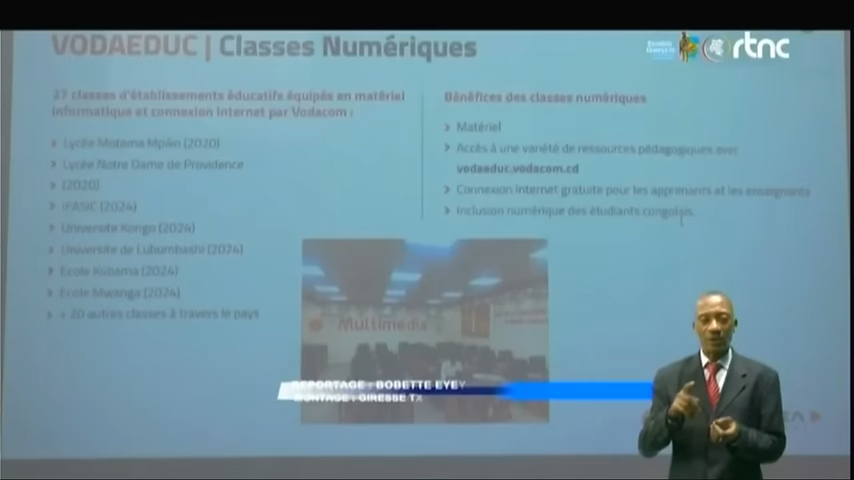 VODAEDUC | Classes Numériques
rtnc
27 classes d'établissements éducatifs équipés en matériel
informatique et connexion internet par Vodacom :
> Lycée Motema Mpiko (2020)
> Lycée Notre Dame de Providence
> (2020)
> IFASIC (2024)
> Université Kongo (2024)
> Université de Lubumbashi (2024)
> Ecole Kubama (2024)
> Ecole Mwanga (2024)
> + 20 autres classes à travers le pays
Bénéfices des classes numériques
> Matériel
> Accès à une variété de ressources pédagogiques avec
vodaeduc.vodacom.cd
> Connexion internet gratuite pour les apprenants et les enseignants
> Inclusion numérique des étudiants congolais.
Multimédia
REPORTAGE : BOBETTE EYEY
MONTAGE : GIRESSE TX